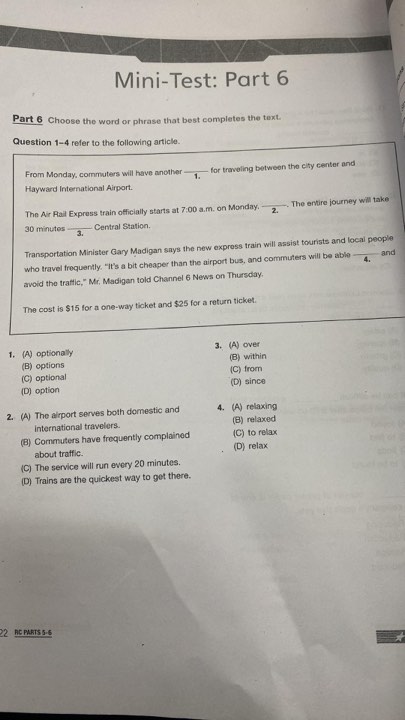 Mini-Test: Part 6
Part 6 Choose the word or phrase that best completes the text.
Question 1–4 refer to the following article.
From Monday, commuters will have another ------- for traveling between the city center and
1.
Hayward International Airport.
The Air Rail Express train officially starts at 7:00 a.m. on Monday. ------- . The entire journey will take
2.
30 minutes ------- Central Station.
3.
Transportation Minister Gary Madigan says the new express train will assist tourists and local people
who travel frequently. "It's a bit cheaper than the airport bus, and commuters will be able ------- and
4.
avoid the traffic," Mr. Madigan told Channel 6 News on Thursday.
The cost is $15 for a one-way ticket and $25 for a return ticket.
1. (A) optionally
(B) options
(C) optional
(D) option
2. (A) The airport serves both domestic and
international travelers.
(B) Commuters have frequently complained
about traffic.
(C) The service will run every 20 minutes.
(D) Trains are the quickest way to get there.
3. (A) over
(B) within
(C) from
(D) since
4. (A) relaxing
(B) relaxed
(C) to relax
(D) relax
22 RC PARTS 5-6